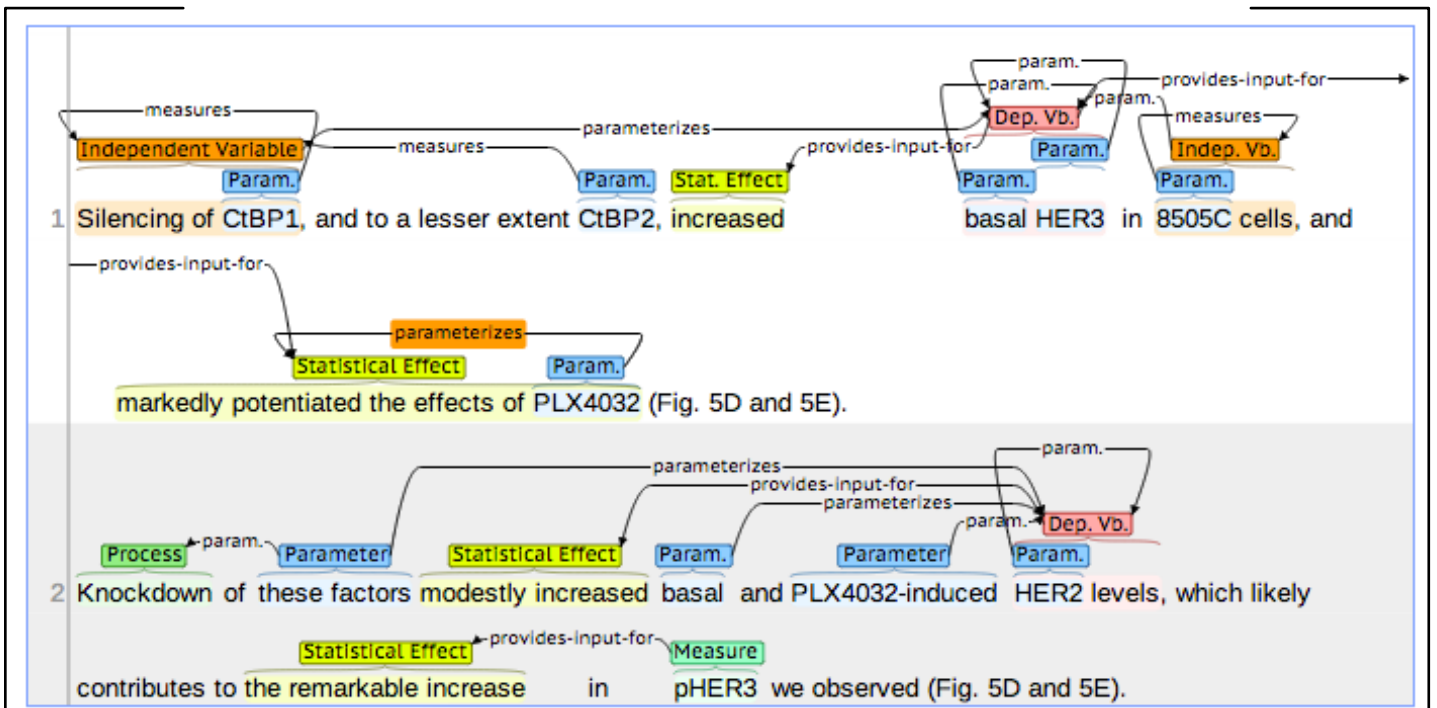 param.
param. provides-input-for
measures param. measures
parameterizes Dep. Vb.
Independent Variable measures provides-input-for Param. Indep. Vb.
Param. Param. Stat. Effect Param. Param.
1 Silencing of CtBP1, and to a lesser extent CtBP2, increased basal HER3 in 8505C cells, and
provides-input-for
parameterizes
Statistical Effect Param.
markedly potentiated the effects of PLX4032 (Fig. 5D and 5E).
param.
parameterizes
provides-input-for
parameterizes
param. param. Dep. Vb.
Process Parameter Statistical Effect Param. Parameter Param.
2 Knockdown of these factors modestly increased basal and PLX4032-induced HER2 levels, which likely
provides-input-for
Statistical Effect Measure
contributes to the remarkable increase in pHER3 we observed (Fig. 5D and 5E).